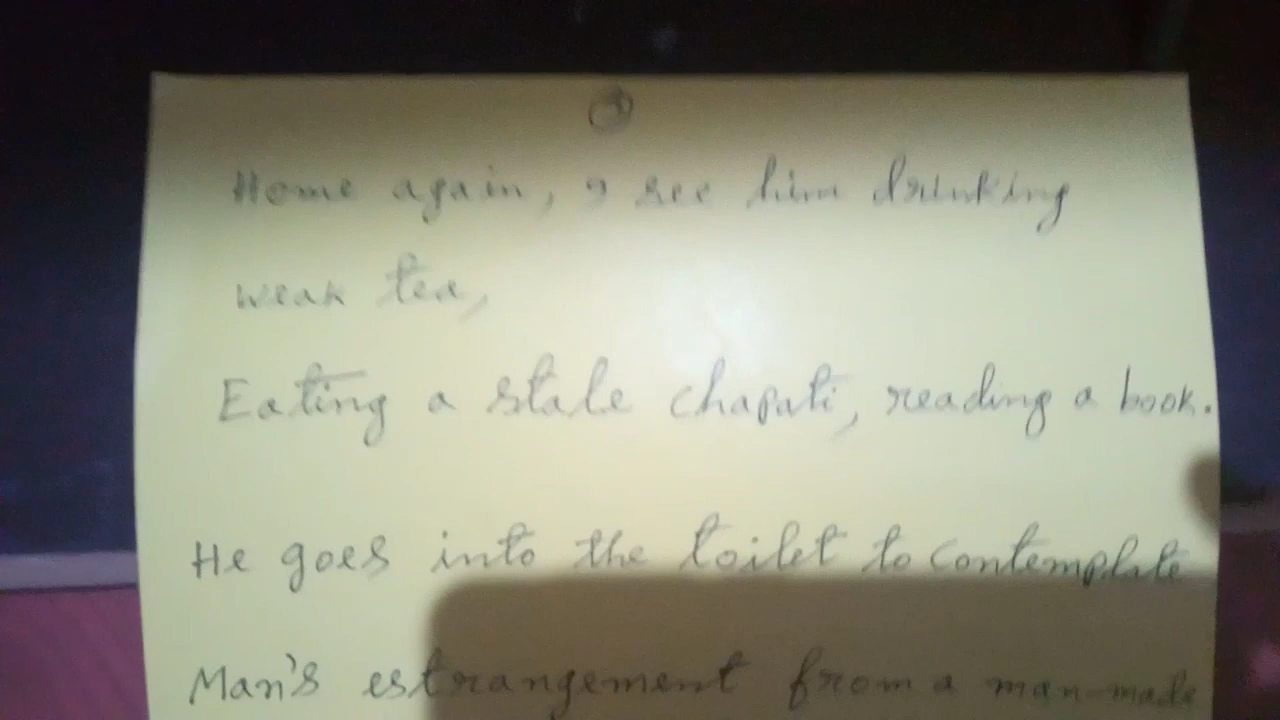 Home again, I see him drinking
weak tea,
Eating a stale chapati, reading a book.
He goes into the toilet to contemplate
Man's estrangement from a man-made